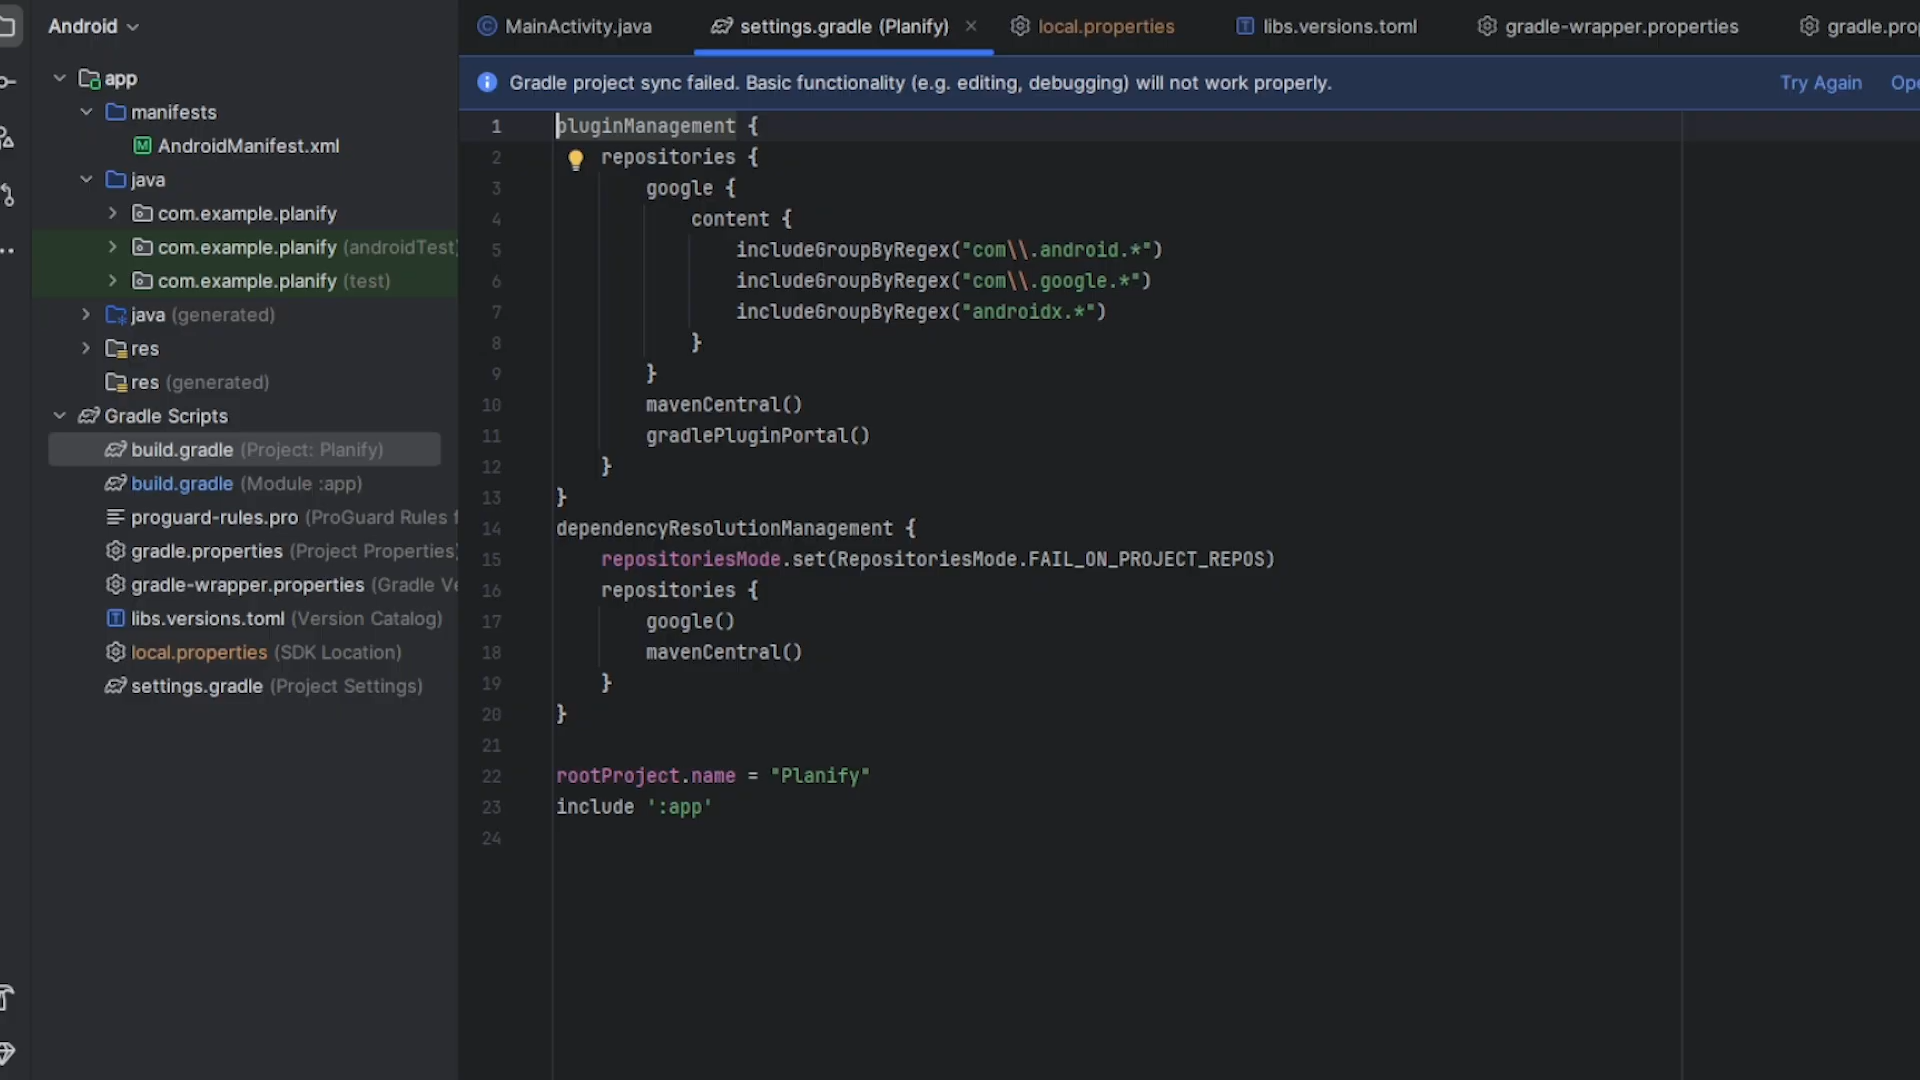 Android
MainActivity.java
settings.gradle (Planify)
local.properties
libs.versions.toml
gradle-wrapper.properties
Gradle project sync failed. Basic functionality (e.g. editing, debugging) will not work properly.
Try Again
app
manifests
AndroidManifest.xml
java
com.example.planify
com.example.planify (androidTest)
com.example.planify (test)
java (generated)
res
res (generated)
Gradle Scripts
build.gradle (Project: Planify)
build.gradle (Module :app)
proguard-rules.pro (ProGuard Rules
gradle.properties (Project Properties)
gradle-wrapper.properties (Gradle
libs.versions.toml (Version Catalog)
local.properties (SDK Location)
settings.gradle (Project Settings)
1 pluginManagement {
2 repositories {
3 google {
4 content {
5 includeGroupByRegex("com\\.android.*")
6 includeGroupByRegex("com\\.google.*")
7 includeGroupByRegex("androidx.*")
8 }
9 }
10 mavenCentral()
11 gradlePluginPortal()
12 }
13 }
14 dependencyResolutionManagement {
15 repositoriesMode.set(RepositoriesMode.FAIL_ON_PROJECT_REPOS)
16 repositories {
17 google()
18 mavenCentral()
19 }
20 }
21
22 rootProject.name = "Planify"
23 include ':app'
24